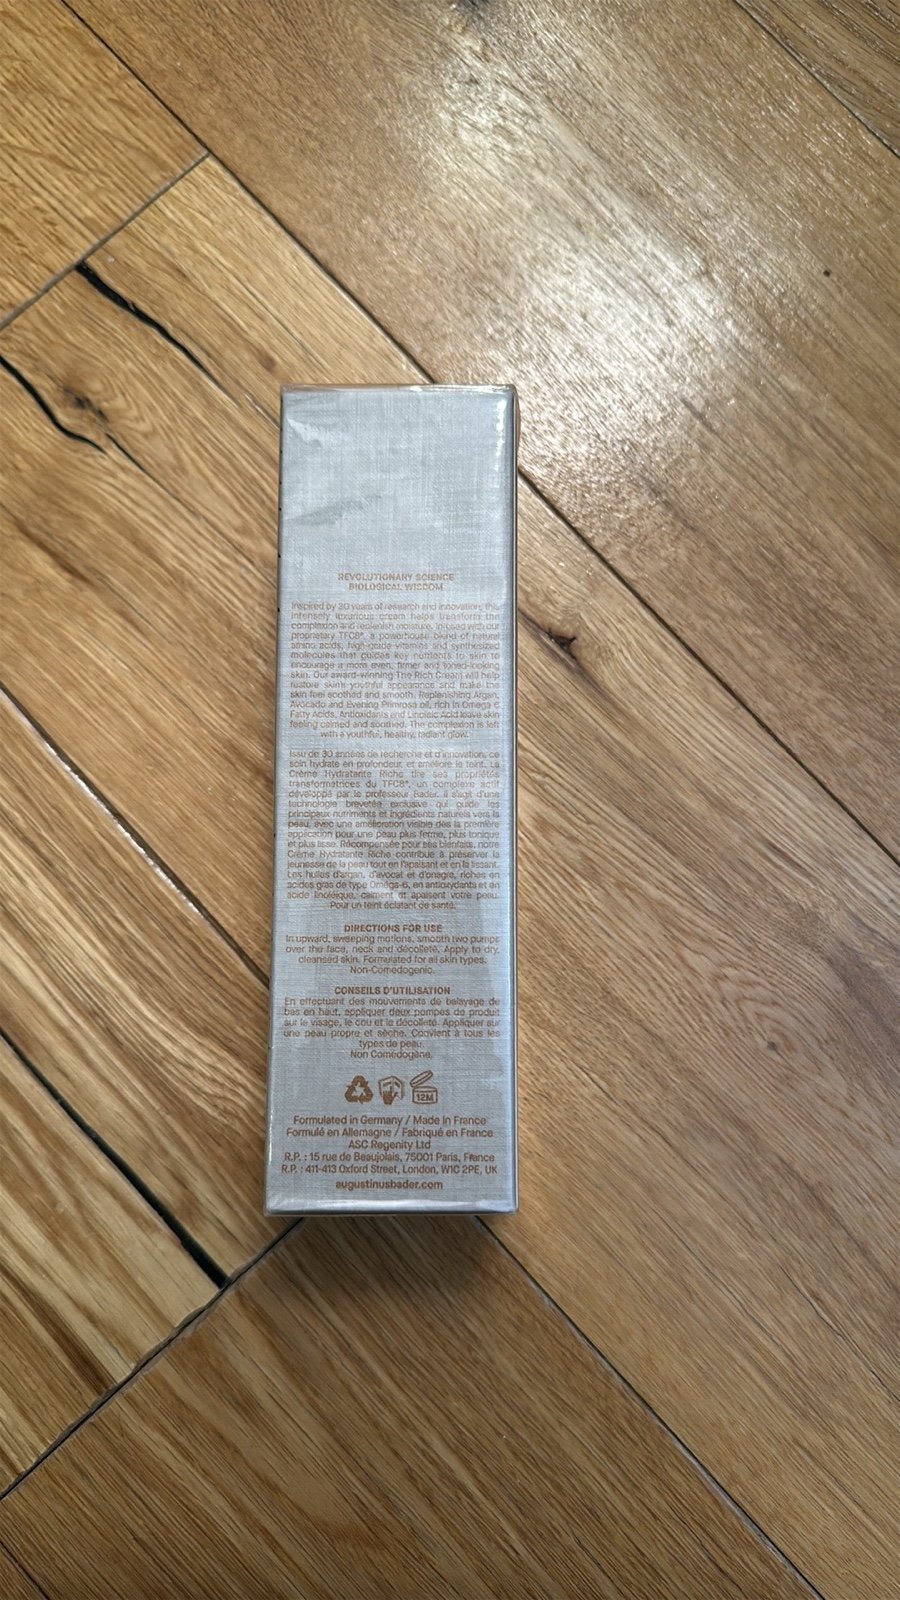 REVOLUTIONARY SCIENCE
BIOLOGICAL WISDOM
Inspired by 30 years of research and innovation, this
intensely luxurious cream helps transform the
complexion and replenish moisture. Infused with our
proprietary TFC8®, a powerhouse blend of natural
amino acids, high-grade vitamins and synthesized
molecules that guides key nutrients to skin to
encourage a more even, firmer and toned-looking
skin. Our award-winning The Rich Cream will help
restore skin's youthful appearance and make the
skin feel soothed and smooth. Replenishing Argan,
Avocado and Evening Primrose oil, rich in Omega 6
Fatty Acids, Antioxidants and Linoleic Acid leave skin
feeling calmed and soothed. The complexion is left
with a youthful, healthy, radiant glow.
Issu de 30 années de recherche et d'innovation, ce
soin hydrate en profondeur et améliore le teint. La
Crème Hydratante Riche tire ses propriétés
transformatrices du TFC8®, un complexe actif
développé par le professeur Bader. Il s'agit d'une
technologie brevetée exclusive qui guide les
principaux nutriments et ingrédients naturels vers la
peau, avec une amélioration visible dès la première
application pour une peau plus ferme, plus tonique
et plus lisse. Récompensée pour ses bienfaits, notre
Crème Hydratante Riche contribue à préserver la
jeunesse de la peau tout en l'apaisant et en la lissant.
Les huiles d'argan, d'avocat et d'onagre, riches en
acides gras de type Oméga-6, en antioxydants et en
acide linoléique, calment et apaisent votre peau.
Pour un teint éclatant de santé.
DIRECTIONS FOR USE
In upward, sweeping motions, smooth two pumps
over the face, neck and décolleté. Apply to dry,
cleansed skin. Formulated for all skin types.
Non-Comedogenic.
CONSEILS D'UTILISATION
En effectuant des mouvements de balayage de
bas en haut, appliquer deux pompes de produit
sur le visage, le cou et le décolleté. Appliquer sur
une peau propre et sèche. Convient à tous les
types de peau.
Non Comédogène.
12M
Formulated in Germany / Made in France
Formulé en Allemagne / Fabriqué en France
ASC Regenity Ltd
R.P. : 15 rue de Beaujolais, 75001 Paris, France
R.P. : 411-413 Oxford Street, London, W1C 2PE, UK
augustinusbader.com